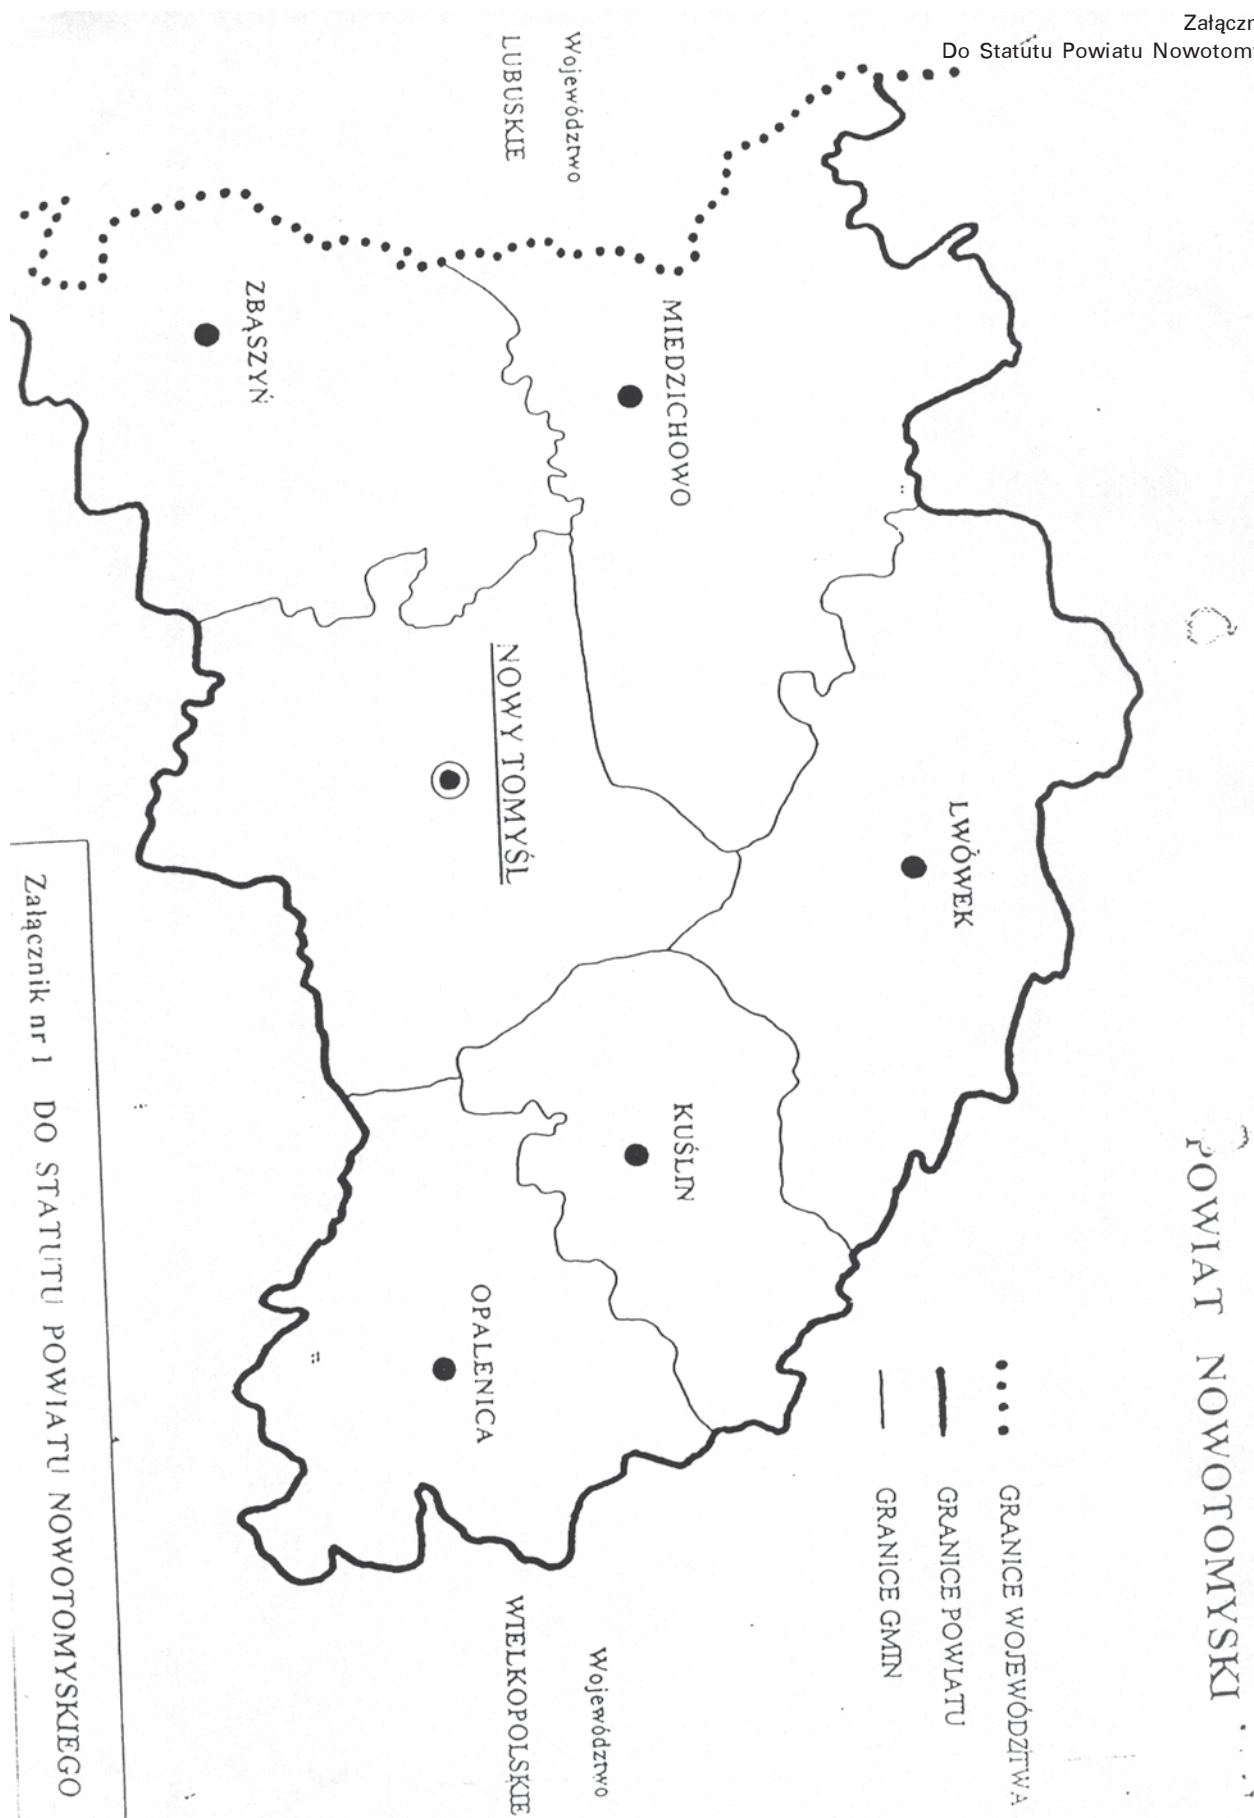 Załączn
Do Statutu Powiatu Nowotomy
POWIAT NOWOTOMYSKI
GRANICE WOJEWÓDZTWA
GRANICE POWIATU
GRANICE GMIN
Województwo
LUBUSKIE
MIEDZICHOWO
LWÓWEK
ZBĄSZYŃ
NOWY TOMYŚL
KUŚLIN
OPALENICA
Województwo
WIELKOPOLSKIE
Załącznik nr 1 DO STATUTU POWIATU NOWOTOMYSKIEGO